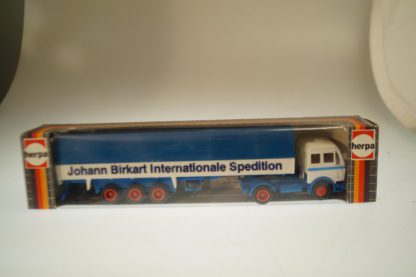 herpa
Johann Birkart Internationale Spedition
herpa